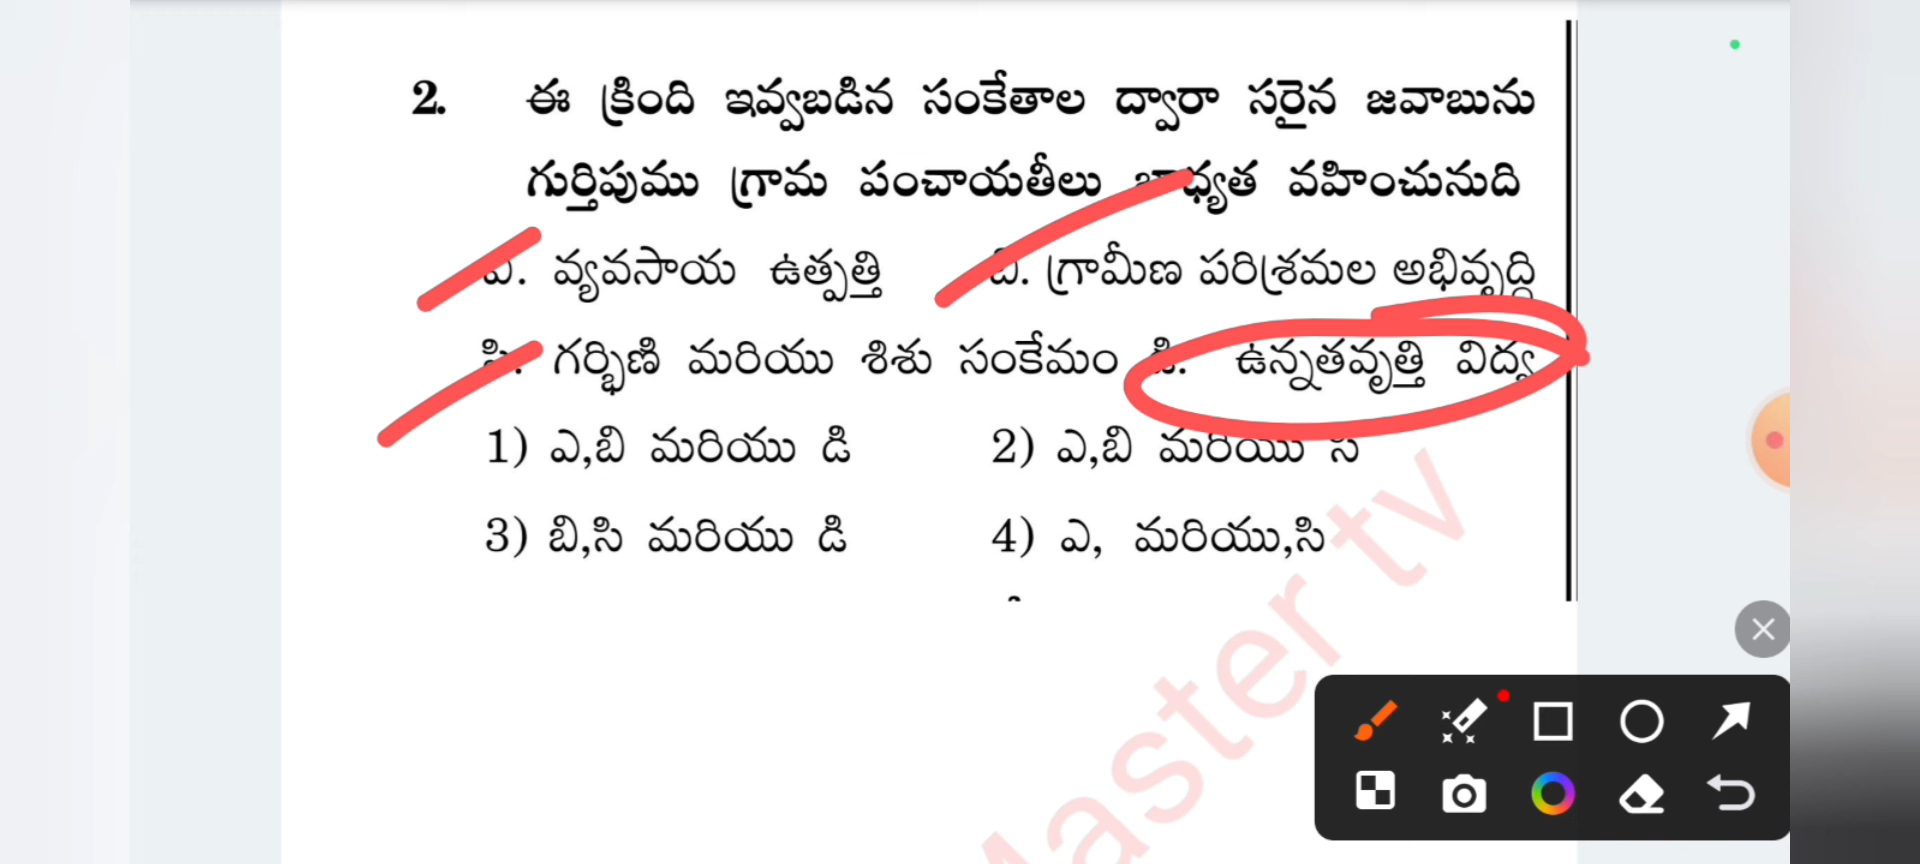 2. ఈ క్రింది ఇవ్వబడిన సంకేతాల ద్వారా సరైన జవాబును
గుర్తిపుము గ్రామ పంచాయతీలు బాధ్యత వహించునుది
ఎ. వ్యవసాయ ఉత్పత్తి బి. గ్రామీణ పరిశ్రమల అభివృద్ది
సి. గర్భిణి మరియు శిశు సంకేమం డి. ఉన్నతవృత్తి విద్య
1) ఎ,బి మరియు డి 2) ఎ,బి మరియు సి
3) బి,సి మరియు డి 4) ఎ, మరియు,సి
Master tv